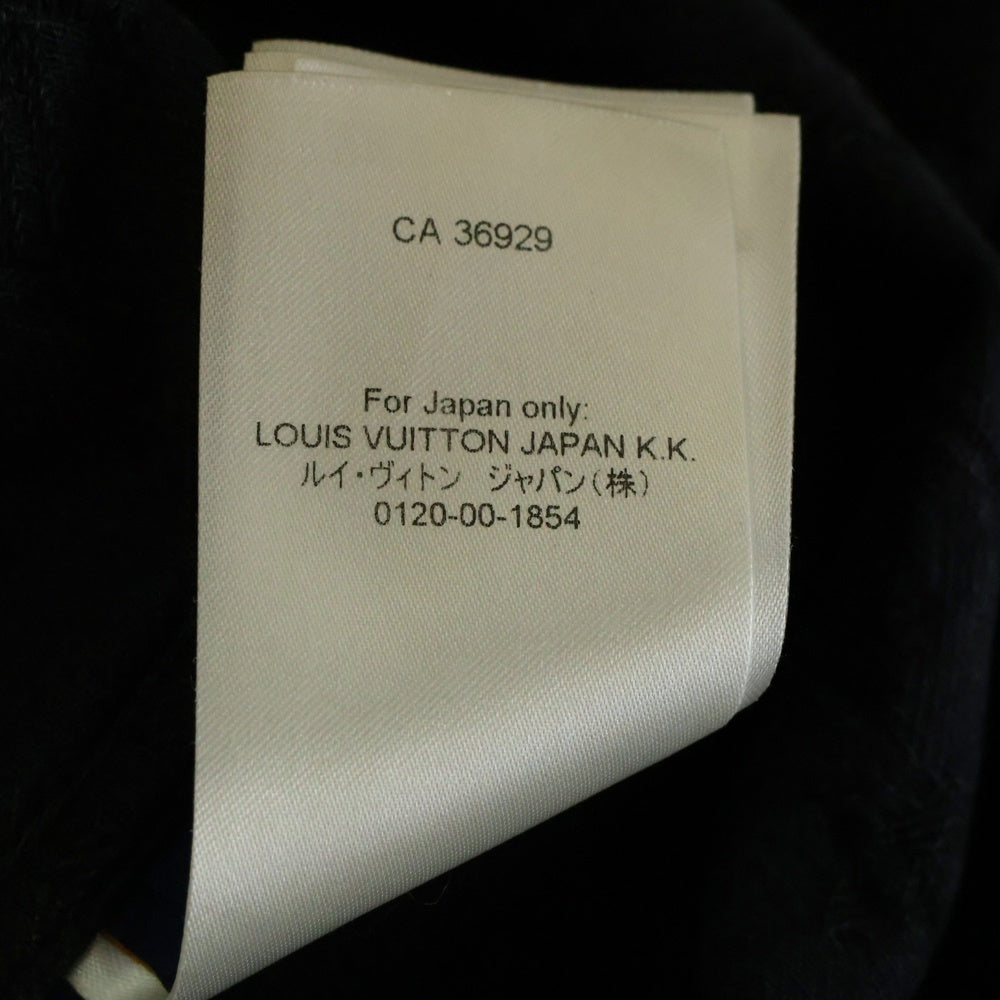 CA 36929
For Japan only:
LOUIS VUITTON JAPAN K.K.
ルイ・ヴィトン ジャパン(株)
0120-00-1854